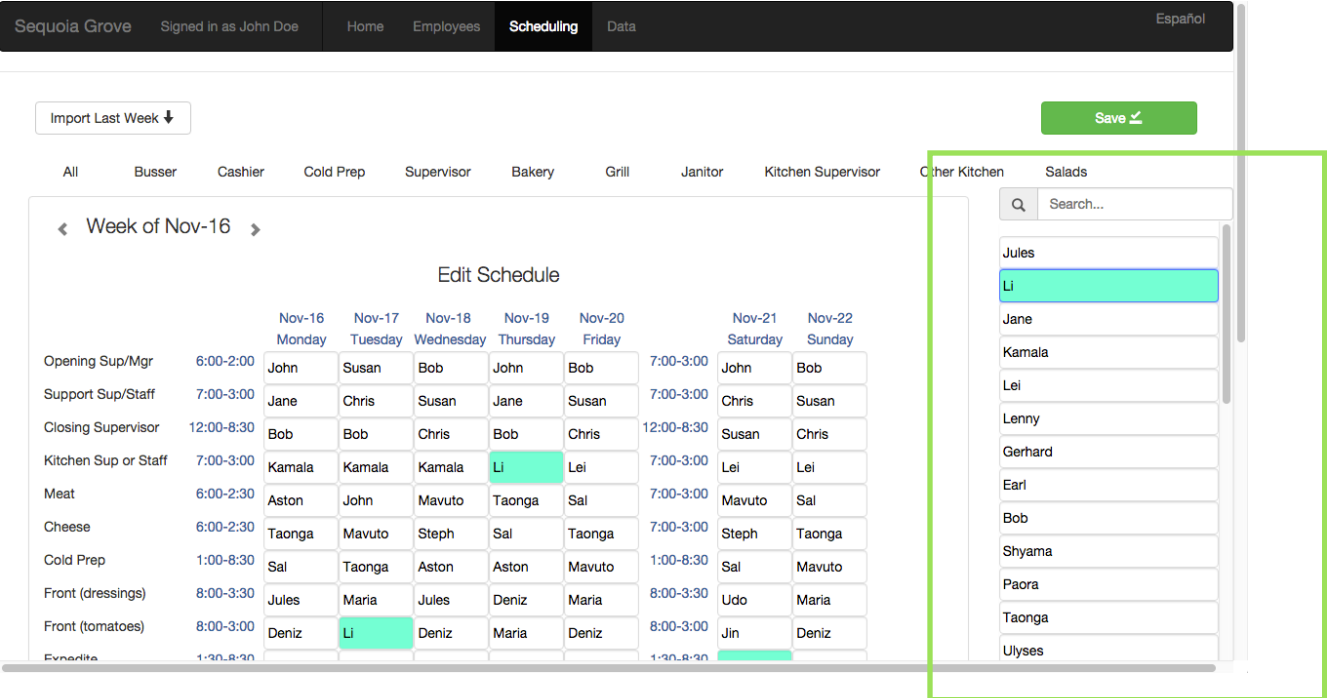 Sequoia Grove Signed in as John Doe Home Employees Scheduling Data Español
Import Last Week Save
All Busser Cashier Cold Prep Supervisor Bakery Grill Janitor Kitchen Supervisor Other Kitchen Salads
Week of Nov-16
Edit Schedule
Nov-16 Nov-17 Nov-18 Nov-19 Nov-20 Nov-21 Nov-22
Monday Tuesday Wednesday Thursday Friday Saturday Sunday
Opening Sup/Mgr 6:00-2:00 John Susan Bob John Bob 7:00-3:00 John Bob
Support Sup/Staff 7:00-3:00 Jane Chris Susan Jane Susan 7:00-3:00 Chris Susan
Closing Supervisor 12:00-8:30 Bob Bob Chris Bob Chris 12:00-8:30 Susan Chris
Kitchen Sup or Staff 7:00-3:00 Kamala Kamala Kamala Li Lei 7:00-3:00 Lei Lei
Meat 6:00-2:30 Aston John Mavuto Taonga Sal 7:00-3:00 Mavuto Sal
Cheese 6:00-2:30 Taonga Mavuto Steph Sal Taonga 7:00-3:00 Steph Taonga
Cold Prep 1:00-8:30 Sal Taonga Aston Aston Mavuto 1:00-8:30 Sal Mavuto
Front (dressings) 8:00-3:30 Jules Maria Jules Deniz Maria 8:00-3:30 Udo Maria
Front (tomatoes) 8:00-3:00 Deniz Li Deniz Maria Deniz 8:00-3:00 Jin Deniz
Expedite 1:30-8:30 1:30-8:30
Search...
Jules
Li
Jane
Kamala
Lei
Lenny
Gerhard
Earl
Bob
Shyama
Paora
Taonga
Ulyses